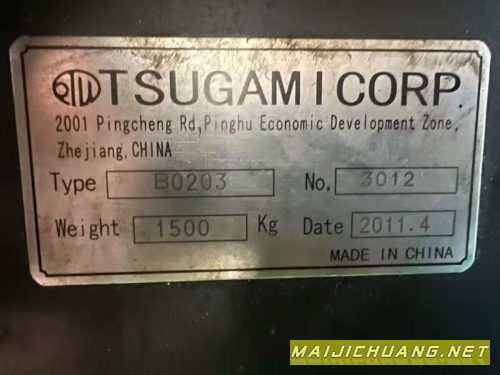 TSUGAMI CORP.
2001 Pingcheng Rd,Pinghu Economic Development Zone,
Zhejiang,CHINA
Type B0203 No. 3012
Weight 1500 Kg Date 2011.4
MADE IN CHINA
MAIJICHUANG.NET